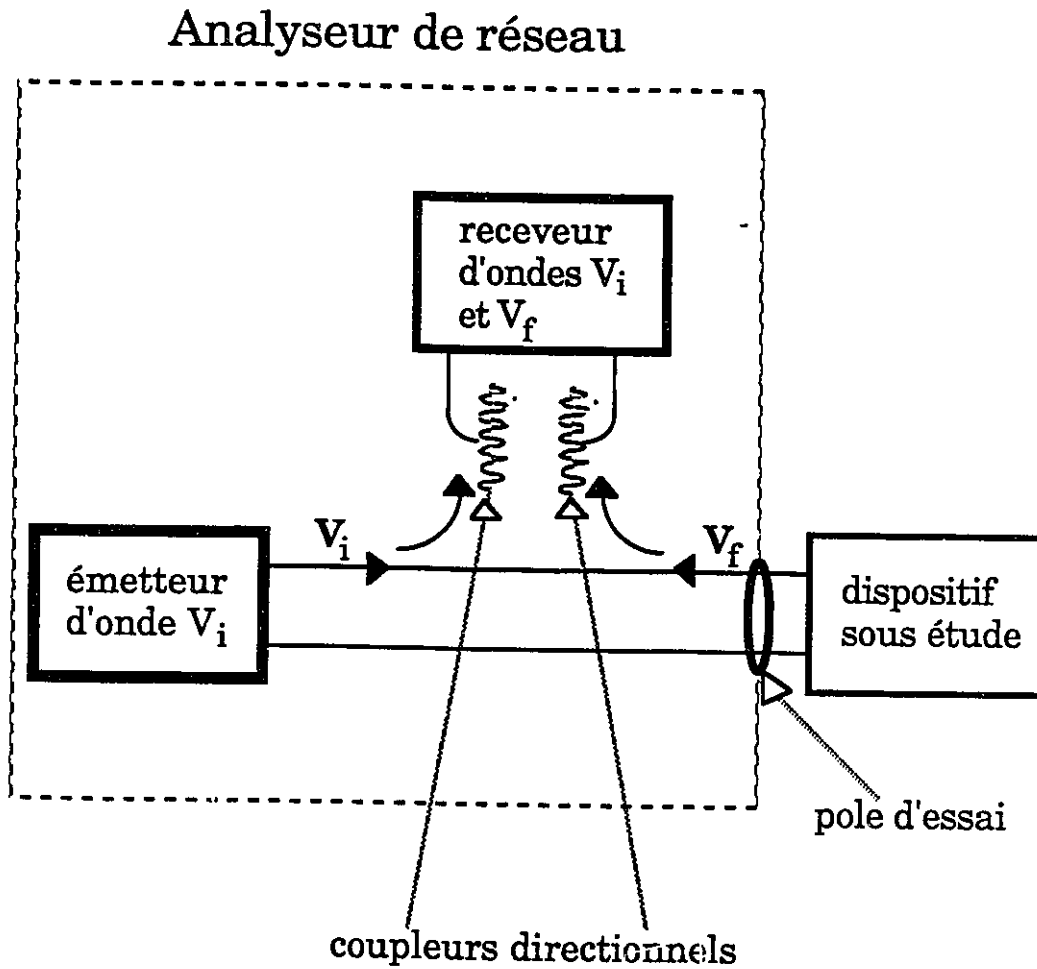 Analyseur de réseau
receveur
d'ondes Vi
et Vf
Vi
Vf
émetteur
d'onde Vi
dispositif
sous étude
pole d'essai
coupleurs directionnels